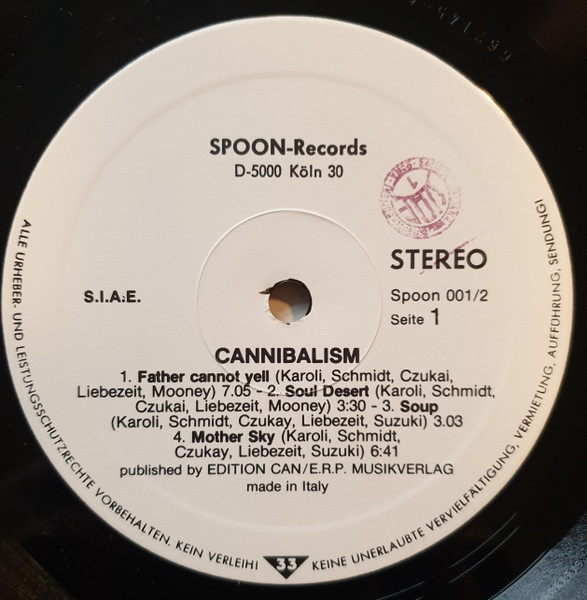 SPOON-Records
D-5000 Köln 30
STEREO
S.I.A.E.
Spoon 001/2
Seite 1
CANNIBALISM
1. Father cannot yell (Karoli, Schmidt, Czukai,
Liebezeit, Mooney) 7.05 - 2. Soul Desert (Karoli, Schmidt,
Czukai, Liebezeit, Mooney) 3:30 - 3. Soup
(Karoli, Schmidt, Czukay, Liebezeit, Suzuki) 3.03
4. Mother Sky (Karoli, Schmidt,
Czukay, Liebezeit, Suzuki) 6:41
published by EDITION CAN/E.R.P. MUSIKVERLAG
made in Italy
ALLE URHEBER- UND LEISTUNGSSCHUTZRECHTE VORBEHALTEN. KEIN VERLEIH! 33 KEINE UNERLAUBTE VERVIELFÄLTIGUNG, VERMIETUNG, AUFFÜHRUNG, SENDUNG!